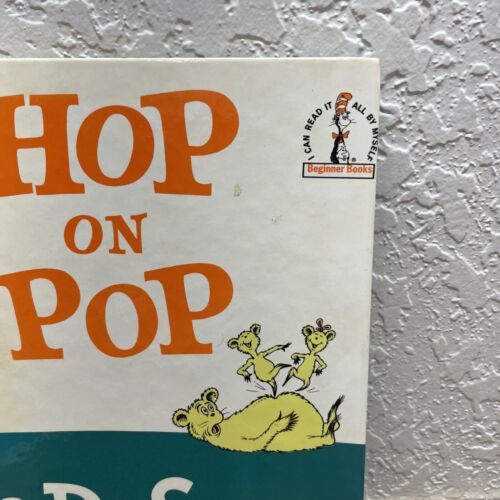 HOP
ON
POP
I CAN READ IT ALL BY MYSELF
Beginner Books